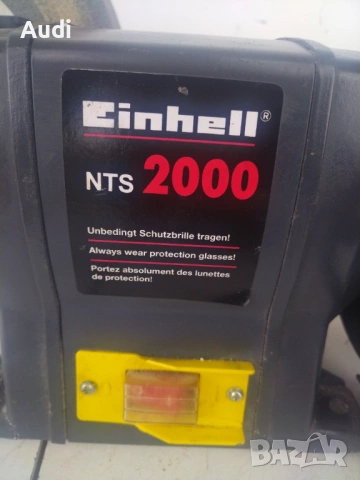 Audi
Einhell®
NTS 2000
Unbedingt Schutzbrille tragen!
Always wear protection glasses!
Portez absolument des lunettes
de protection!
BAZAR